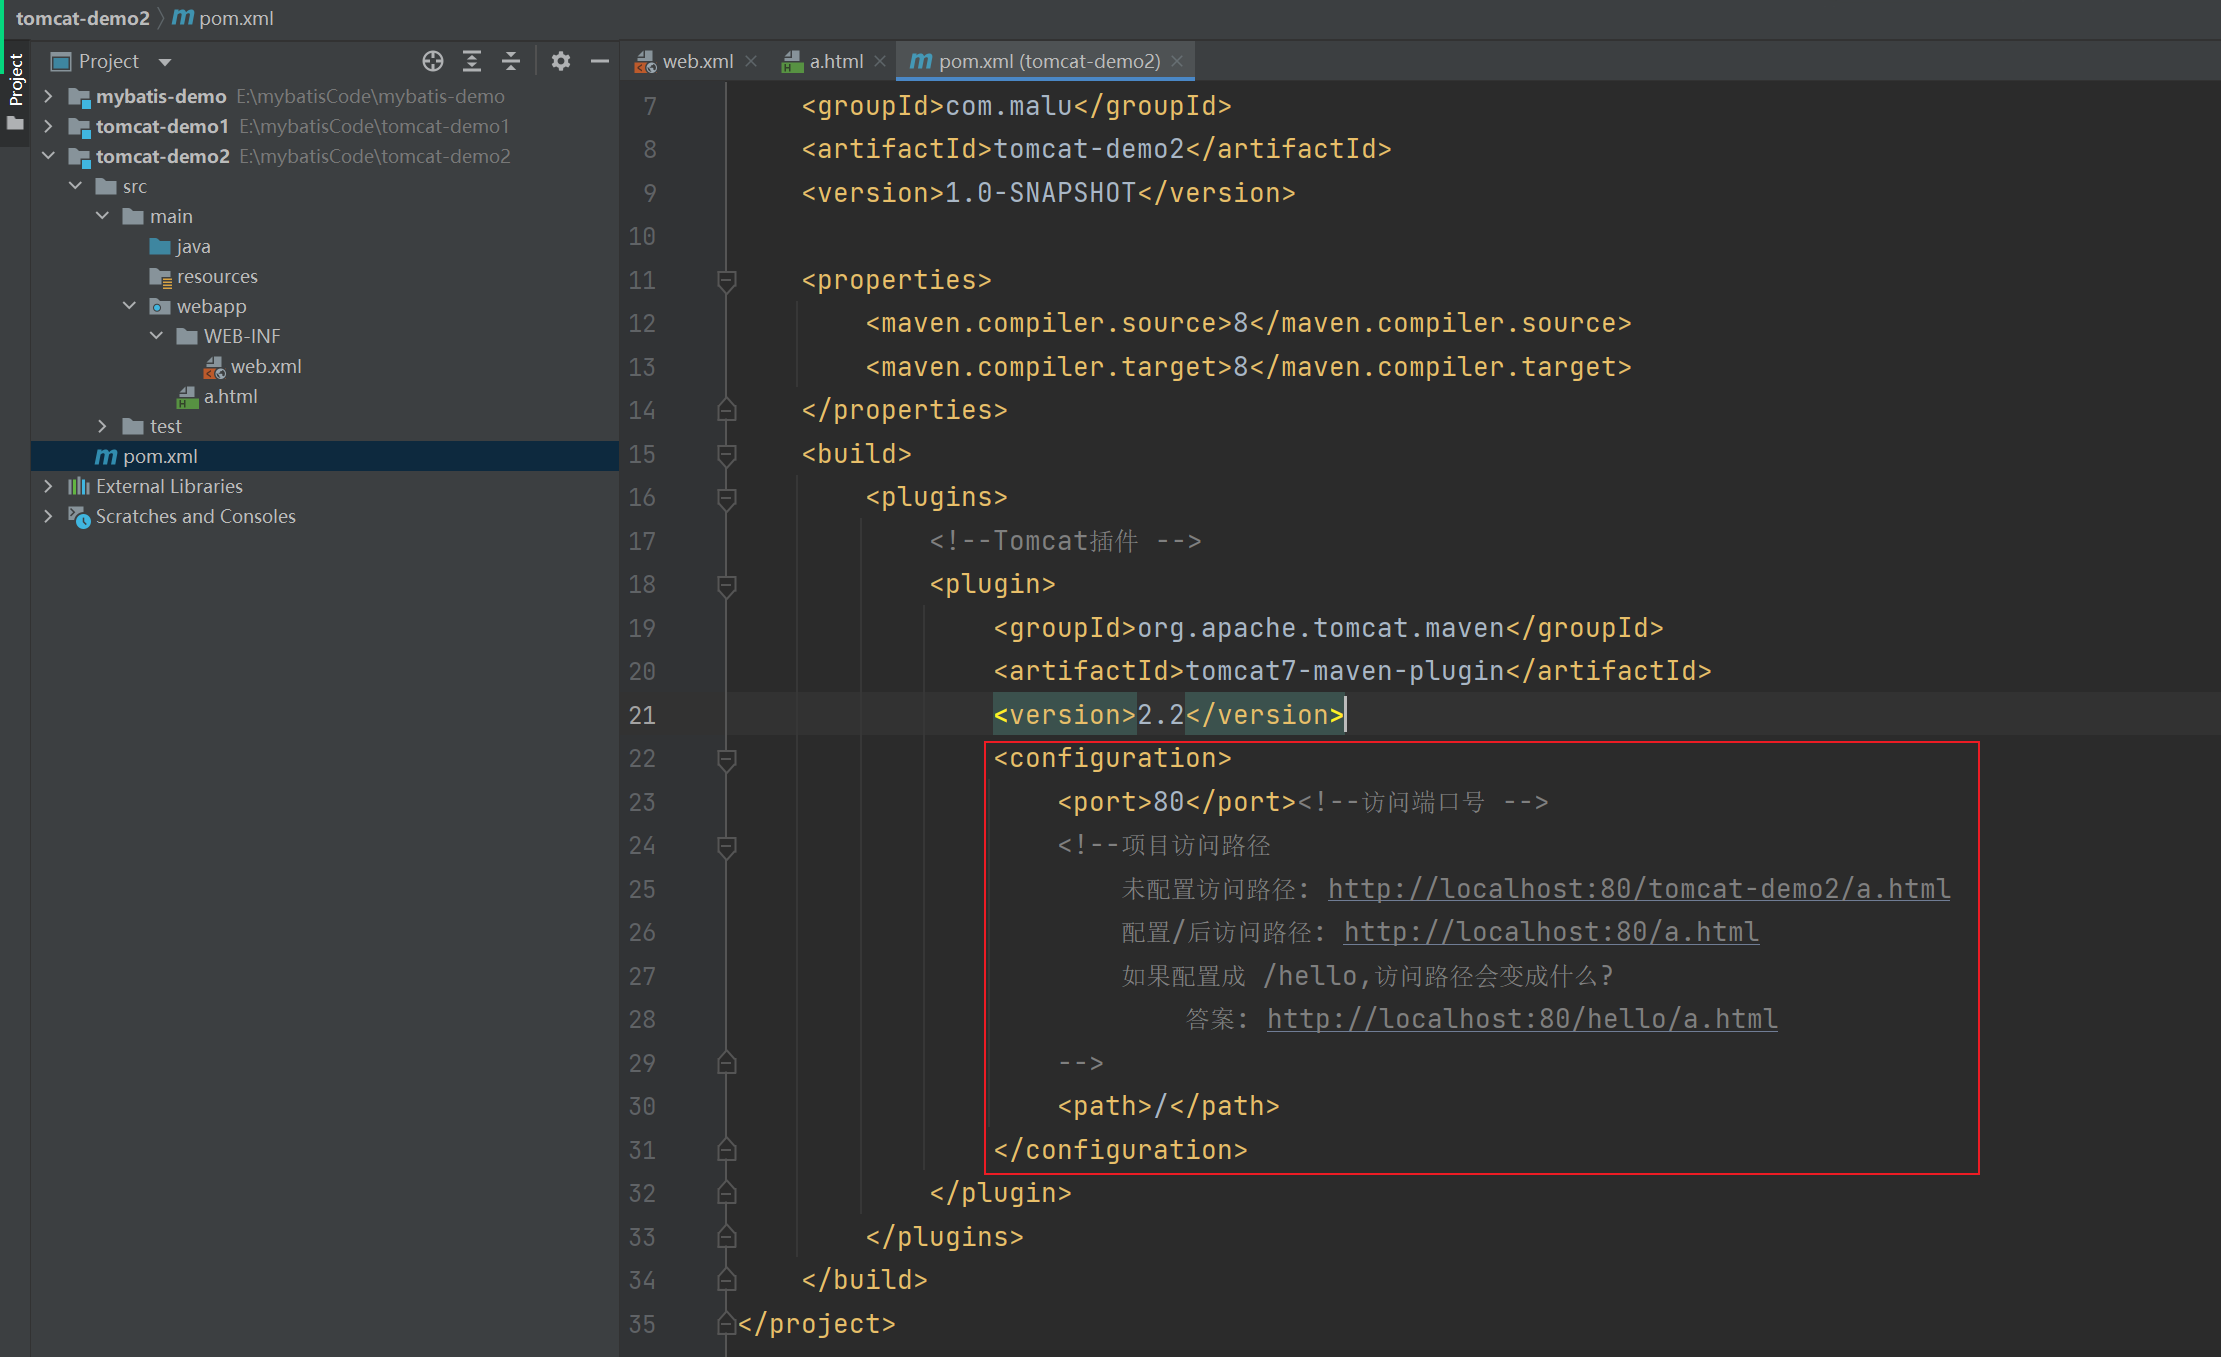 tomcat-demo2 pom.xml
Project
Project
mybatis-demo E:\mybatisCode\mybatis-demo
tomcat-demo1 E:\mybatisCode\tomcat-demo1
tomcat-demo2 E:\mybatisCode\tomcat-demo2
src
main
java
resources
webapp
WEB-INF
web.xml
a.html
test
pom.xml
External Libraries
Scratches and Consoles
web.xml a.html pom.xml (tomcat-demo2)
7 <groupId>com.malu</groupId>
8 <artifactId>tomcat-demo2</artifactId>
9 <version>1.0-SNAPSHOT</version>
10
11 <properties>
12 <maven.compiler.source>8</maven.compiler.source>
13 <maven.compiler.target>8</maven.compiler.target>
14 </properties>
15 <build>
16 <plugins>
17 <!--Tomcat插件 -->
18 <plugin>
19 <groupId>org.apache.tomcat.maven</groupId>
20 <artifactId>tomcat7-maven-plugin</artifactId>
21 <version>2.2</version>
22 <configuration>
23 <port>80</port><!--访问端口号 -->
24 <!--项目访问路径
25 未配置访问路径: http://localhost:80/tomcat-demo2/a.html
26 配置/后访问路径: http://localhost:80/a.html
27 如果配置成 /hello,访问路径会变成什么?
28 答案: http://localhost:80/hello/a.html
29 -->
30 <path>/</path>
31 </configuration>
32 </plugin>
33 </plugins>
34 </build>
35 </project>